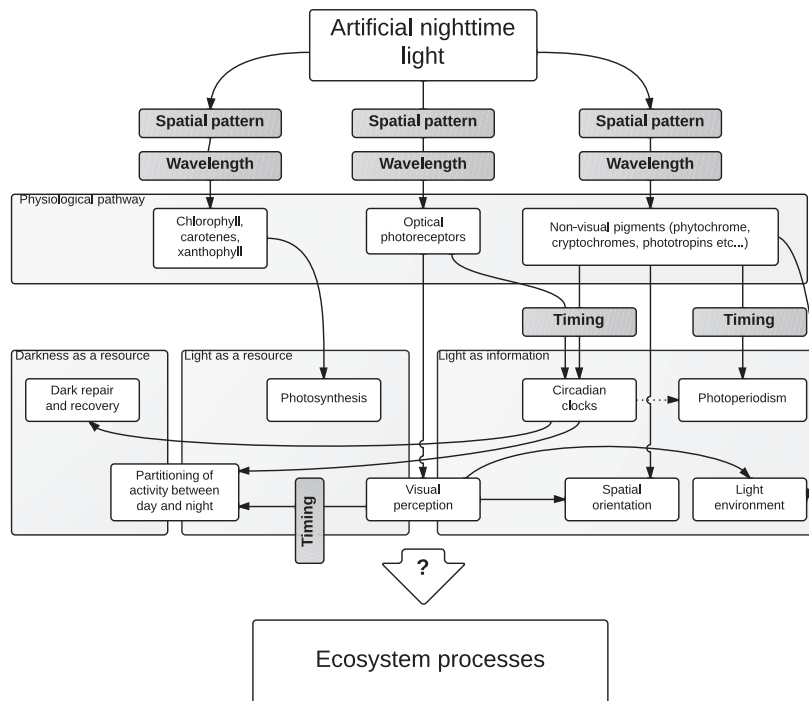 Artificial nighttime
light
Spatial pattern
Spatial pattern
Spatial pattern
Wavelength
Wavelength
Wavelength
Physiological pathway
Chlorophyll,
carotenes,
xanthophyll
Optical
photoreceptors
Non-visual pigments (phytochrome,
cryptochromes, phototropins etc...)
Timing
Timing
Darkness as a resource
Light as a resource
Light as information
Dark repair
and recovery
Photosynthesis
Circadian
clocks
Photoperiodism
Partitioning of
activity between
day and night
Timing
Visual
perception
Spatial
orientation
Light
environment
?
Ecosystem processes